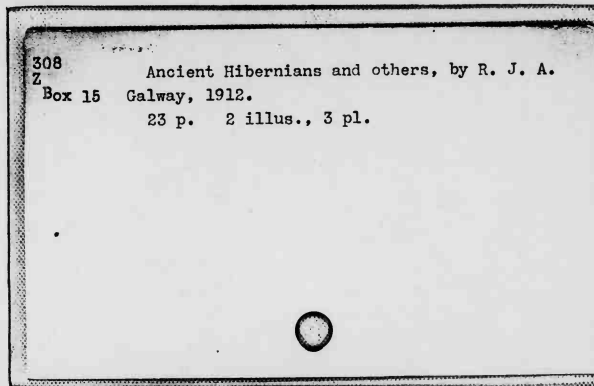 308
Z
Ancient Hibernians and others, by R. J. A.
Box 15 Galway, 1912.
23 p. 2 illus., 3 pl.